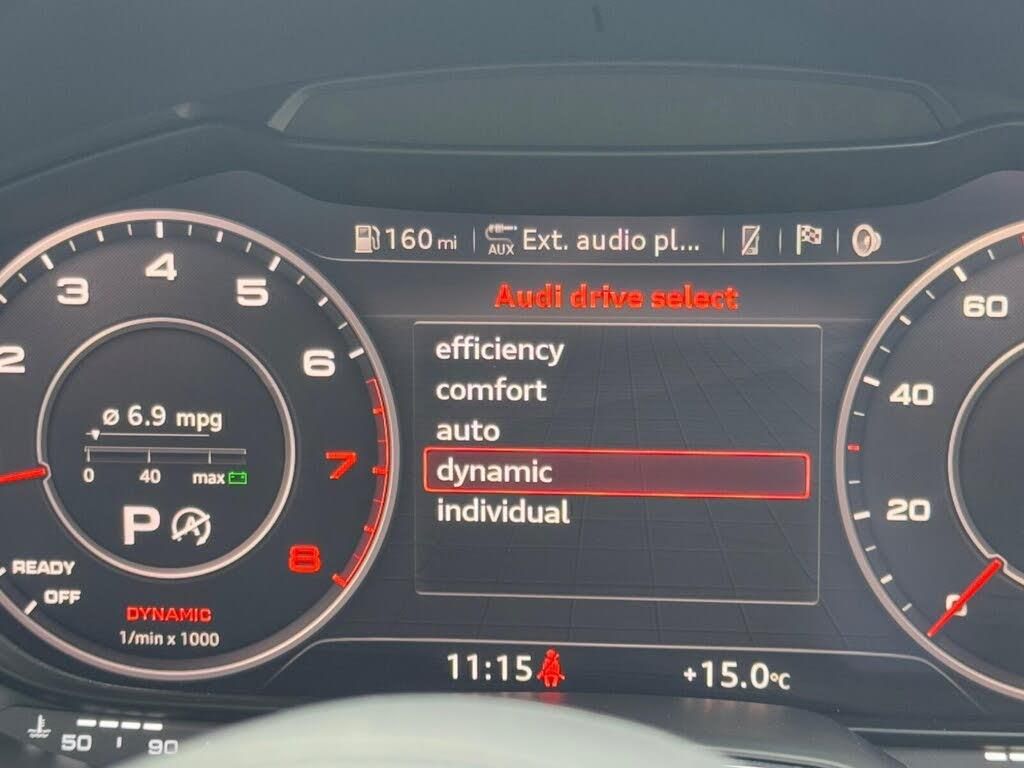 160 mi
AUX Ext. audio pl...
Audi drive select
efficiency
comfort
auto
dynamic
individual
11:15
+15.0°C
2 3 4 5 6 7 8
ø 6.9 mpg
0 40 max
P A
READY
OFF
DYNAMIC
1/min x 1000
50 90
60
40
20
0